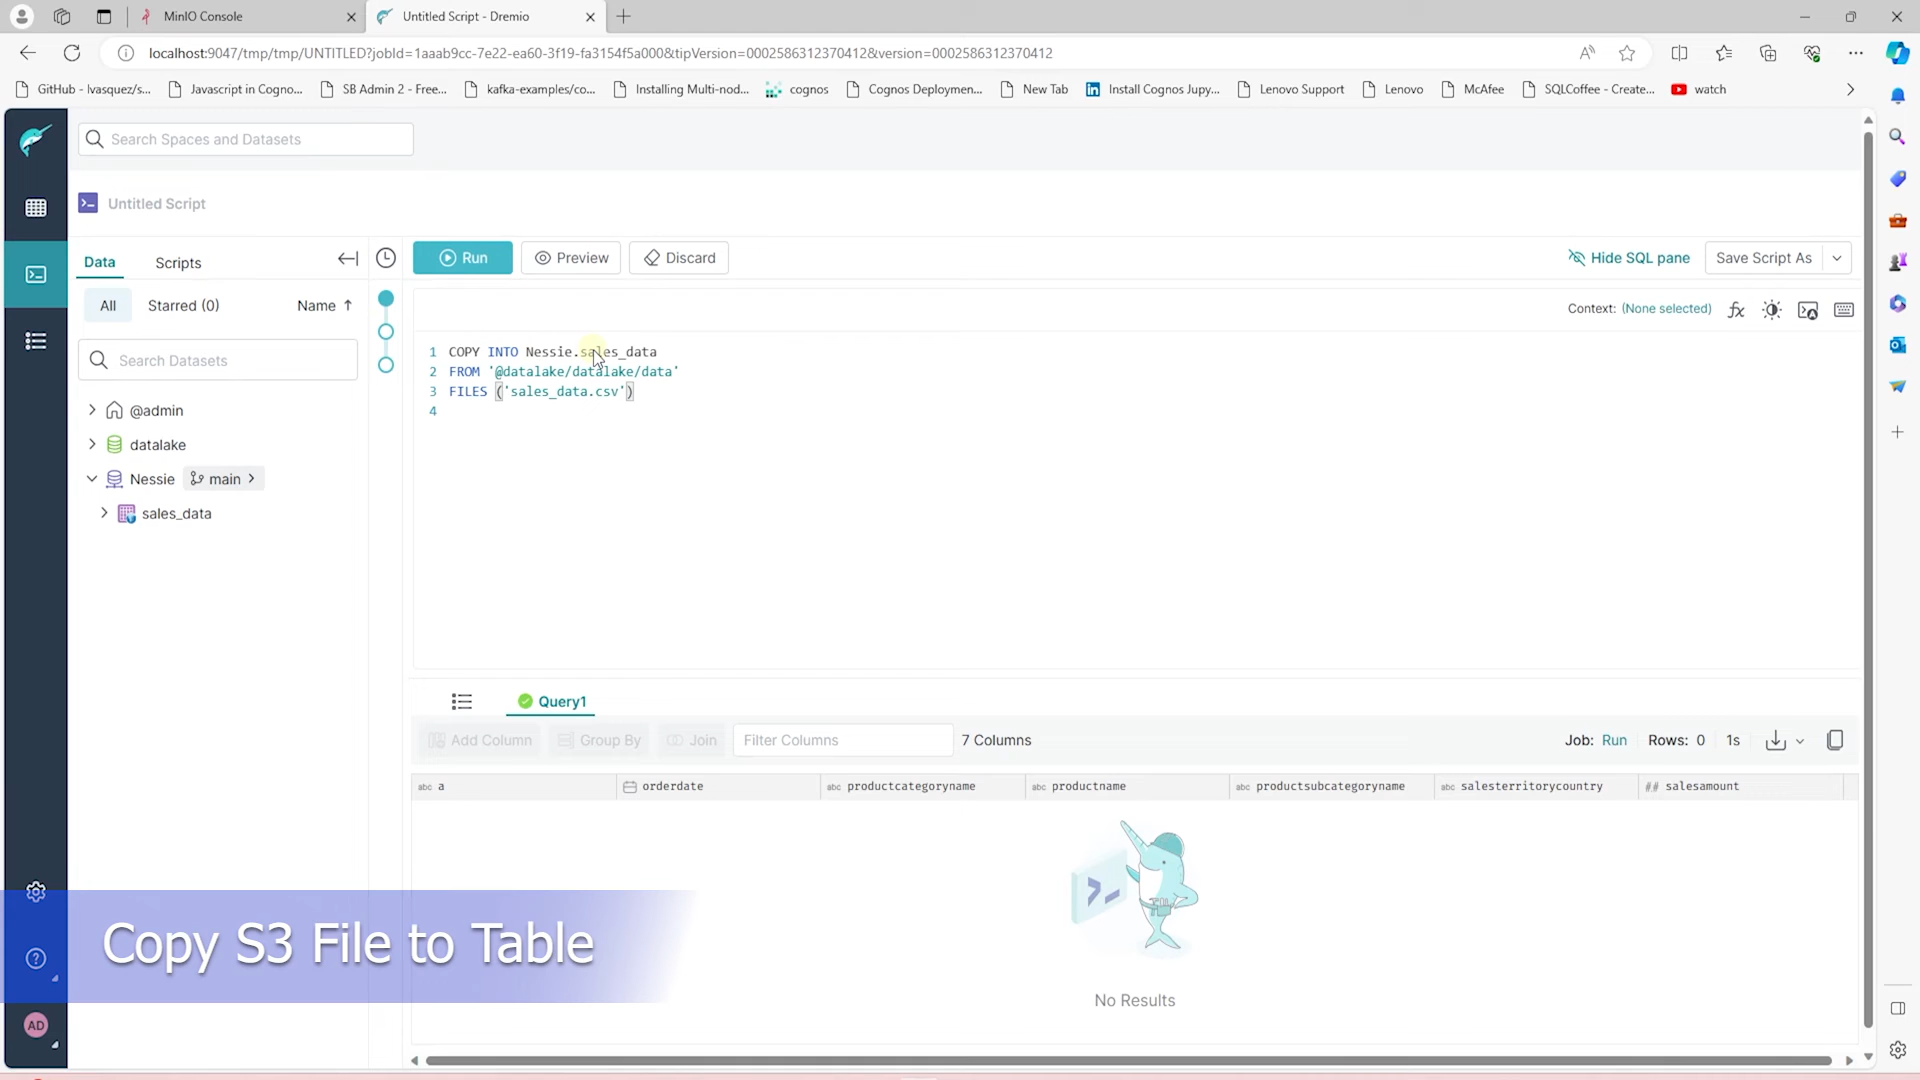 MinIO Console
Untitled Script - Dremio
localhost:9047/tmp/tmp/UNTITLED?jobId=1aaab9cc-7e22-ea60-3f19-fa3154f5a000&tipVersion=0002586312370412&version=0002586312370412
GitHub - lvasquez/s... Javascript in Cogno... SB Admin 2 - Free... kafka-examples/co... Installing Multi-nod... cognos Cognos Deploymen... New Tab Install Cognos Jupy... Lenovo Support Lenovo McAfee SQLCoffee - Create... watch
Search Spaces and Datasets
Untitled Script
Data Scripts
Run Preview Discard
Hide SQL pane Save Script As
All Starred (0) Name
Context: (None selected)
Search Datasets
@admin
datalake
Nessie main
sales_data
1 COPY INTO Nessie.sales_data
2 FROM '@datalake/datalake/data'
3 FILES ('sales_data.csv')
4
Query1
Add Column Group By Join Filter Columns 7 Columns
Job: Run Rows: 0 1s
abc a orderdate abc productcategoryname abc productname abc productsubcategoryname abc salesterritorycountry ## salesamount
No Results
Copy S3 File to Table
AD